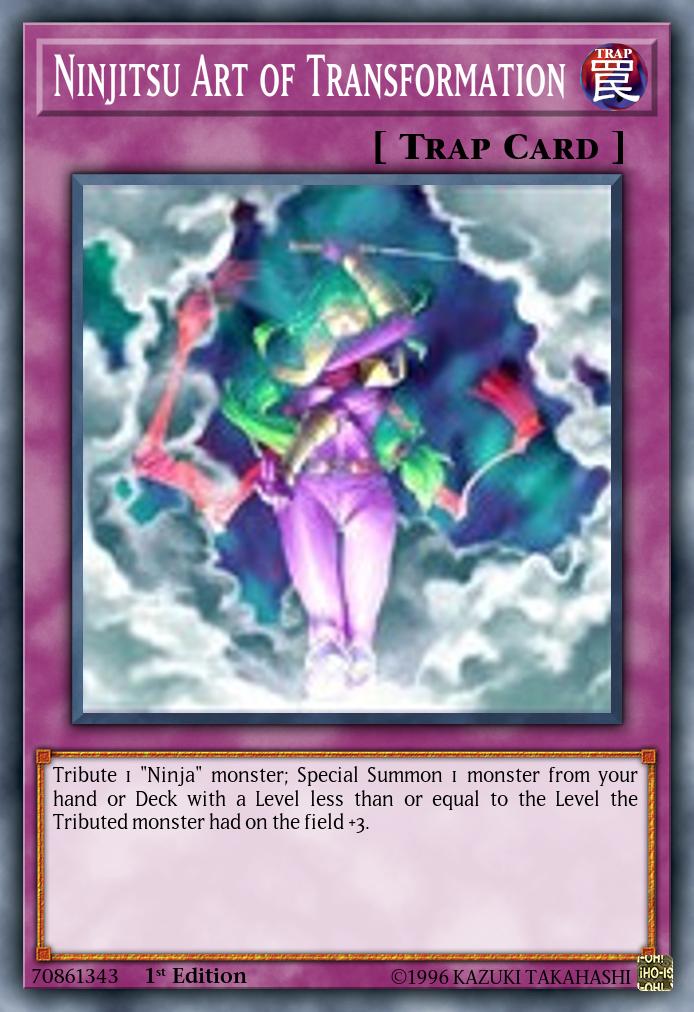 Ninjitsu Art of Transformation
TRAP
罠
[ Trap Card ]
Tribute 1 "Ninja" monster; Special Summon 1 monster from your
hand or Deck with a Level less than or equal to the Level the
Tributed monster had on the field +3.
70861343 1st Edition ©1996 KAZUKI TAKAHASHI